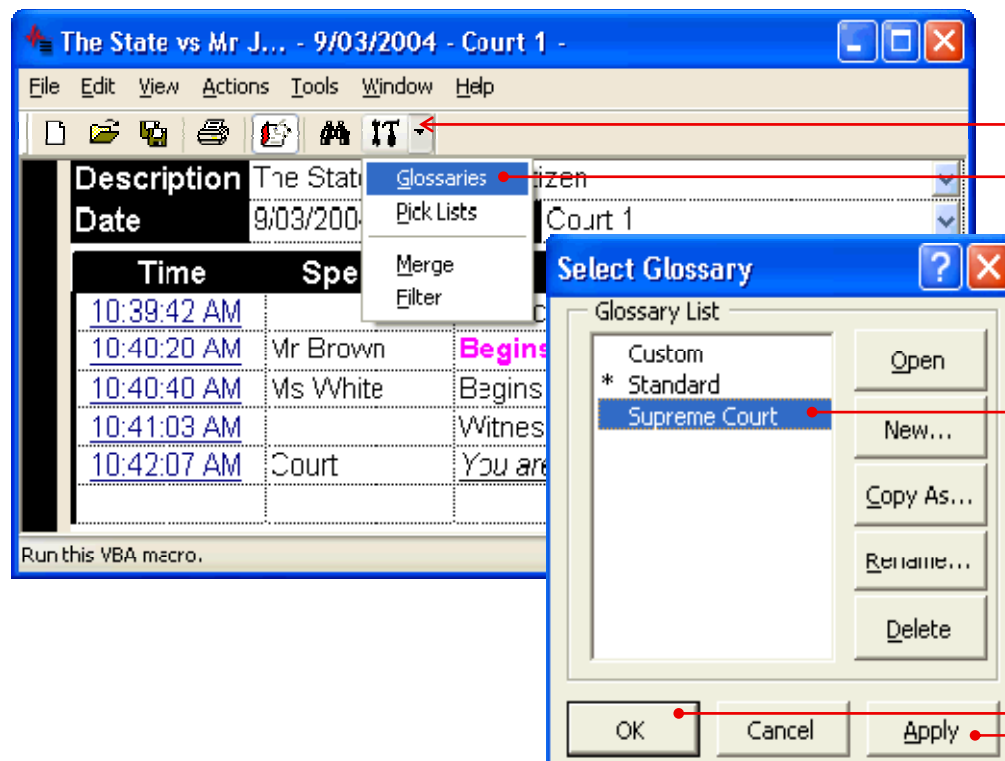 The State vs Mr J... - 9/03/2004 - Court 1 -
File Edit View Actions Tools Window Help
Description The State
Date 9/03/200 Court 1
Glossaries
Pick Lists
Merge
Filter
Time
10:39:42 AM
10:40:20 AM Mr Brown Begins
10:40:40 AM Ms White Begins
10:41:03 AM
10:42:07 AM Court You are
Run this VBA macro.
Select Glossary
Glossary List
Custom
* Standard
Supreme Court
Open
New...
Copy As...
Rename...
Delete
OK Cancel Apply